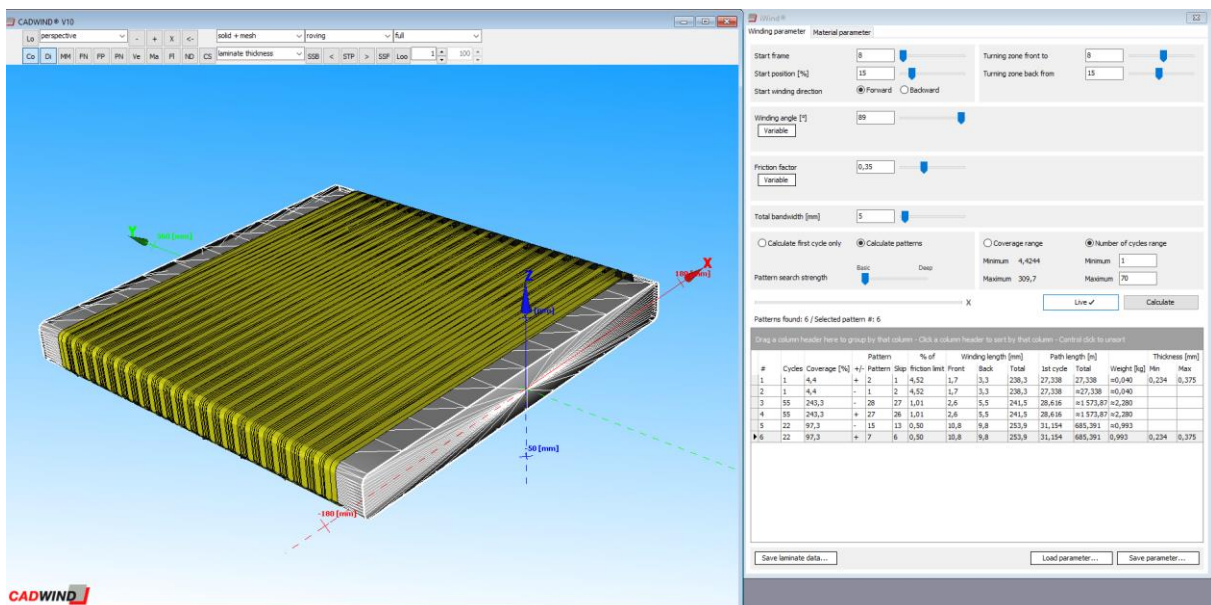 CADWIND® V10
Lo perspective - + X <- solid + mesh roving full
Co Di MM FN FP PN Ve Ma Fl ND CS laminate thickness SSB < STP > SSF Loo 1 100
Y
360 [mm]
X
180 [mm]
Z
[mm]
-50 [mm]
-180 [mm]
CADWIND
iWind®
Winding parameter Material parameter
Start frame 8 Turning zone front to 8
Start position [%] 15 Turning zone back from 15
Start winding direction Forward Backward
Winding angle [°] 89
Variable
Friction factor 0,35
Variable
Total bandwidth [mm] 5
Calculate first cycle only Calculate patterns Coverage range Number of cycles range
Minimum 4,4244 Minimum 1
Basic Deep
Pattern search strength Maximum 309,7 Maximum 70
X Live ✓ Calculate
Patterns found: 6 / Selected pattern #: 6
Drag a column header here to group by that column - Click a column header to sort by that column - Control click to unsort
Pattern % of Winding length [mm] Path length [m] Thickness [mm]
# Cycles Coverage [%] +/- Pattern Skip friction limit Front Back Total 1st cycle Total Weight [kg] Min Max
1 1 4,4 + 2 1 4,52 1,7 3,3 238,3 27,338 27,338 ≈0,040 0,234 0,375
2 1 4,4 - 1 2 4,52 1,7 3,3 238,3 27,338 ≈27,338 ≈0,040
3 55 243,3 - 28 27 1,01 2,6 5,5 241,5 28,616 ≈1 573,87 ≈2,280
4 55 243,3 + 27 26 1,01 2,6 5,5 241,5 28,616 ≈1 573,87 ≈2,280
5 22 97,3 - 15 13 0,50 10,8 9,8 253,9 31,154 685,391 ≈0,993
6 22 97,3 + 7 6 0,50 10,8 9,8 253,9 31,154 685,391 0,993 0,234 0,375
Save laminate data... Load parameter... Save parameter...